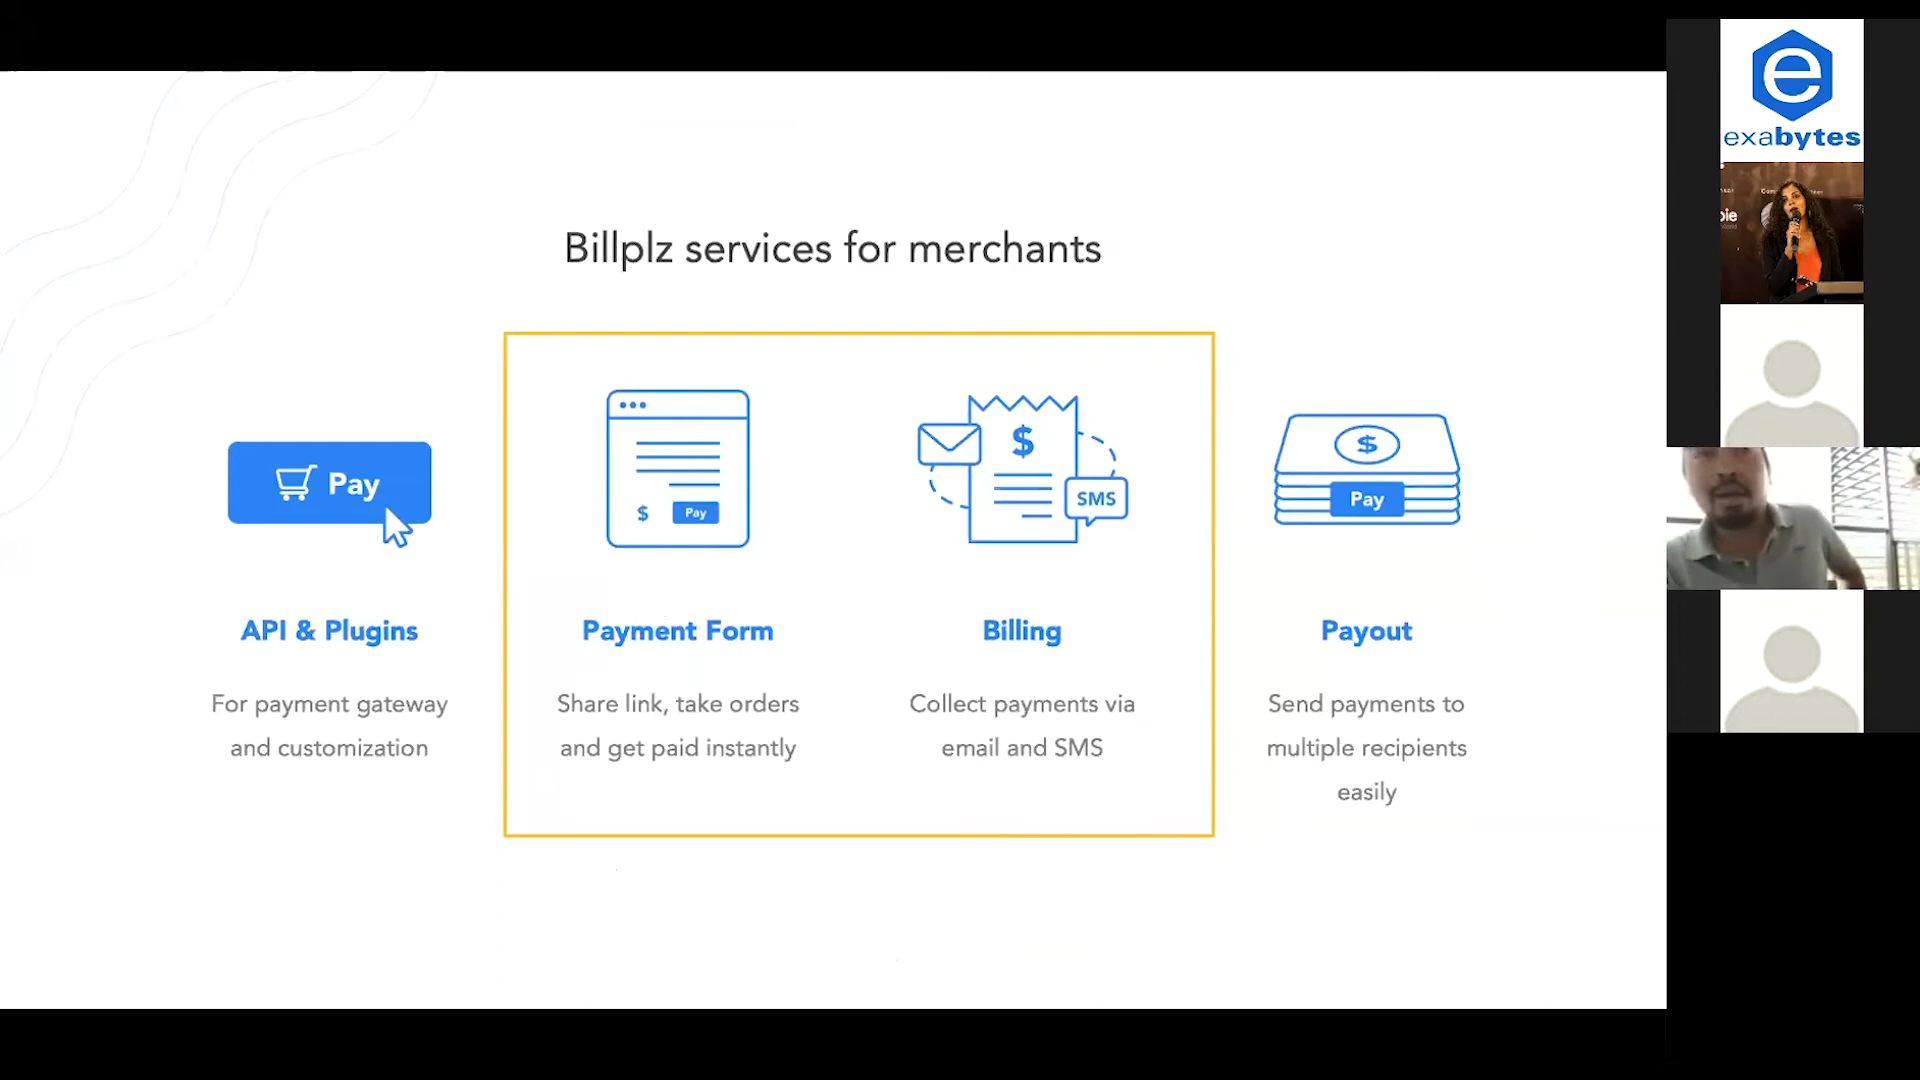 Billplz services for merchants
Pay
API & Plugins
For payment gateway
and customization
$ Pay
Payment Form
Share link, take orders
and get paid instantly
$
SMS
Billing
Collect payments via
email and SMS
$
Pay
Payout
Send payments to
multiple recipients
easily
e
exabytes